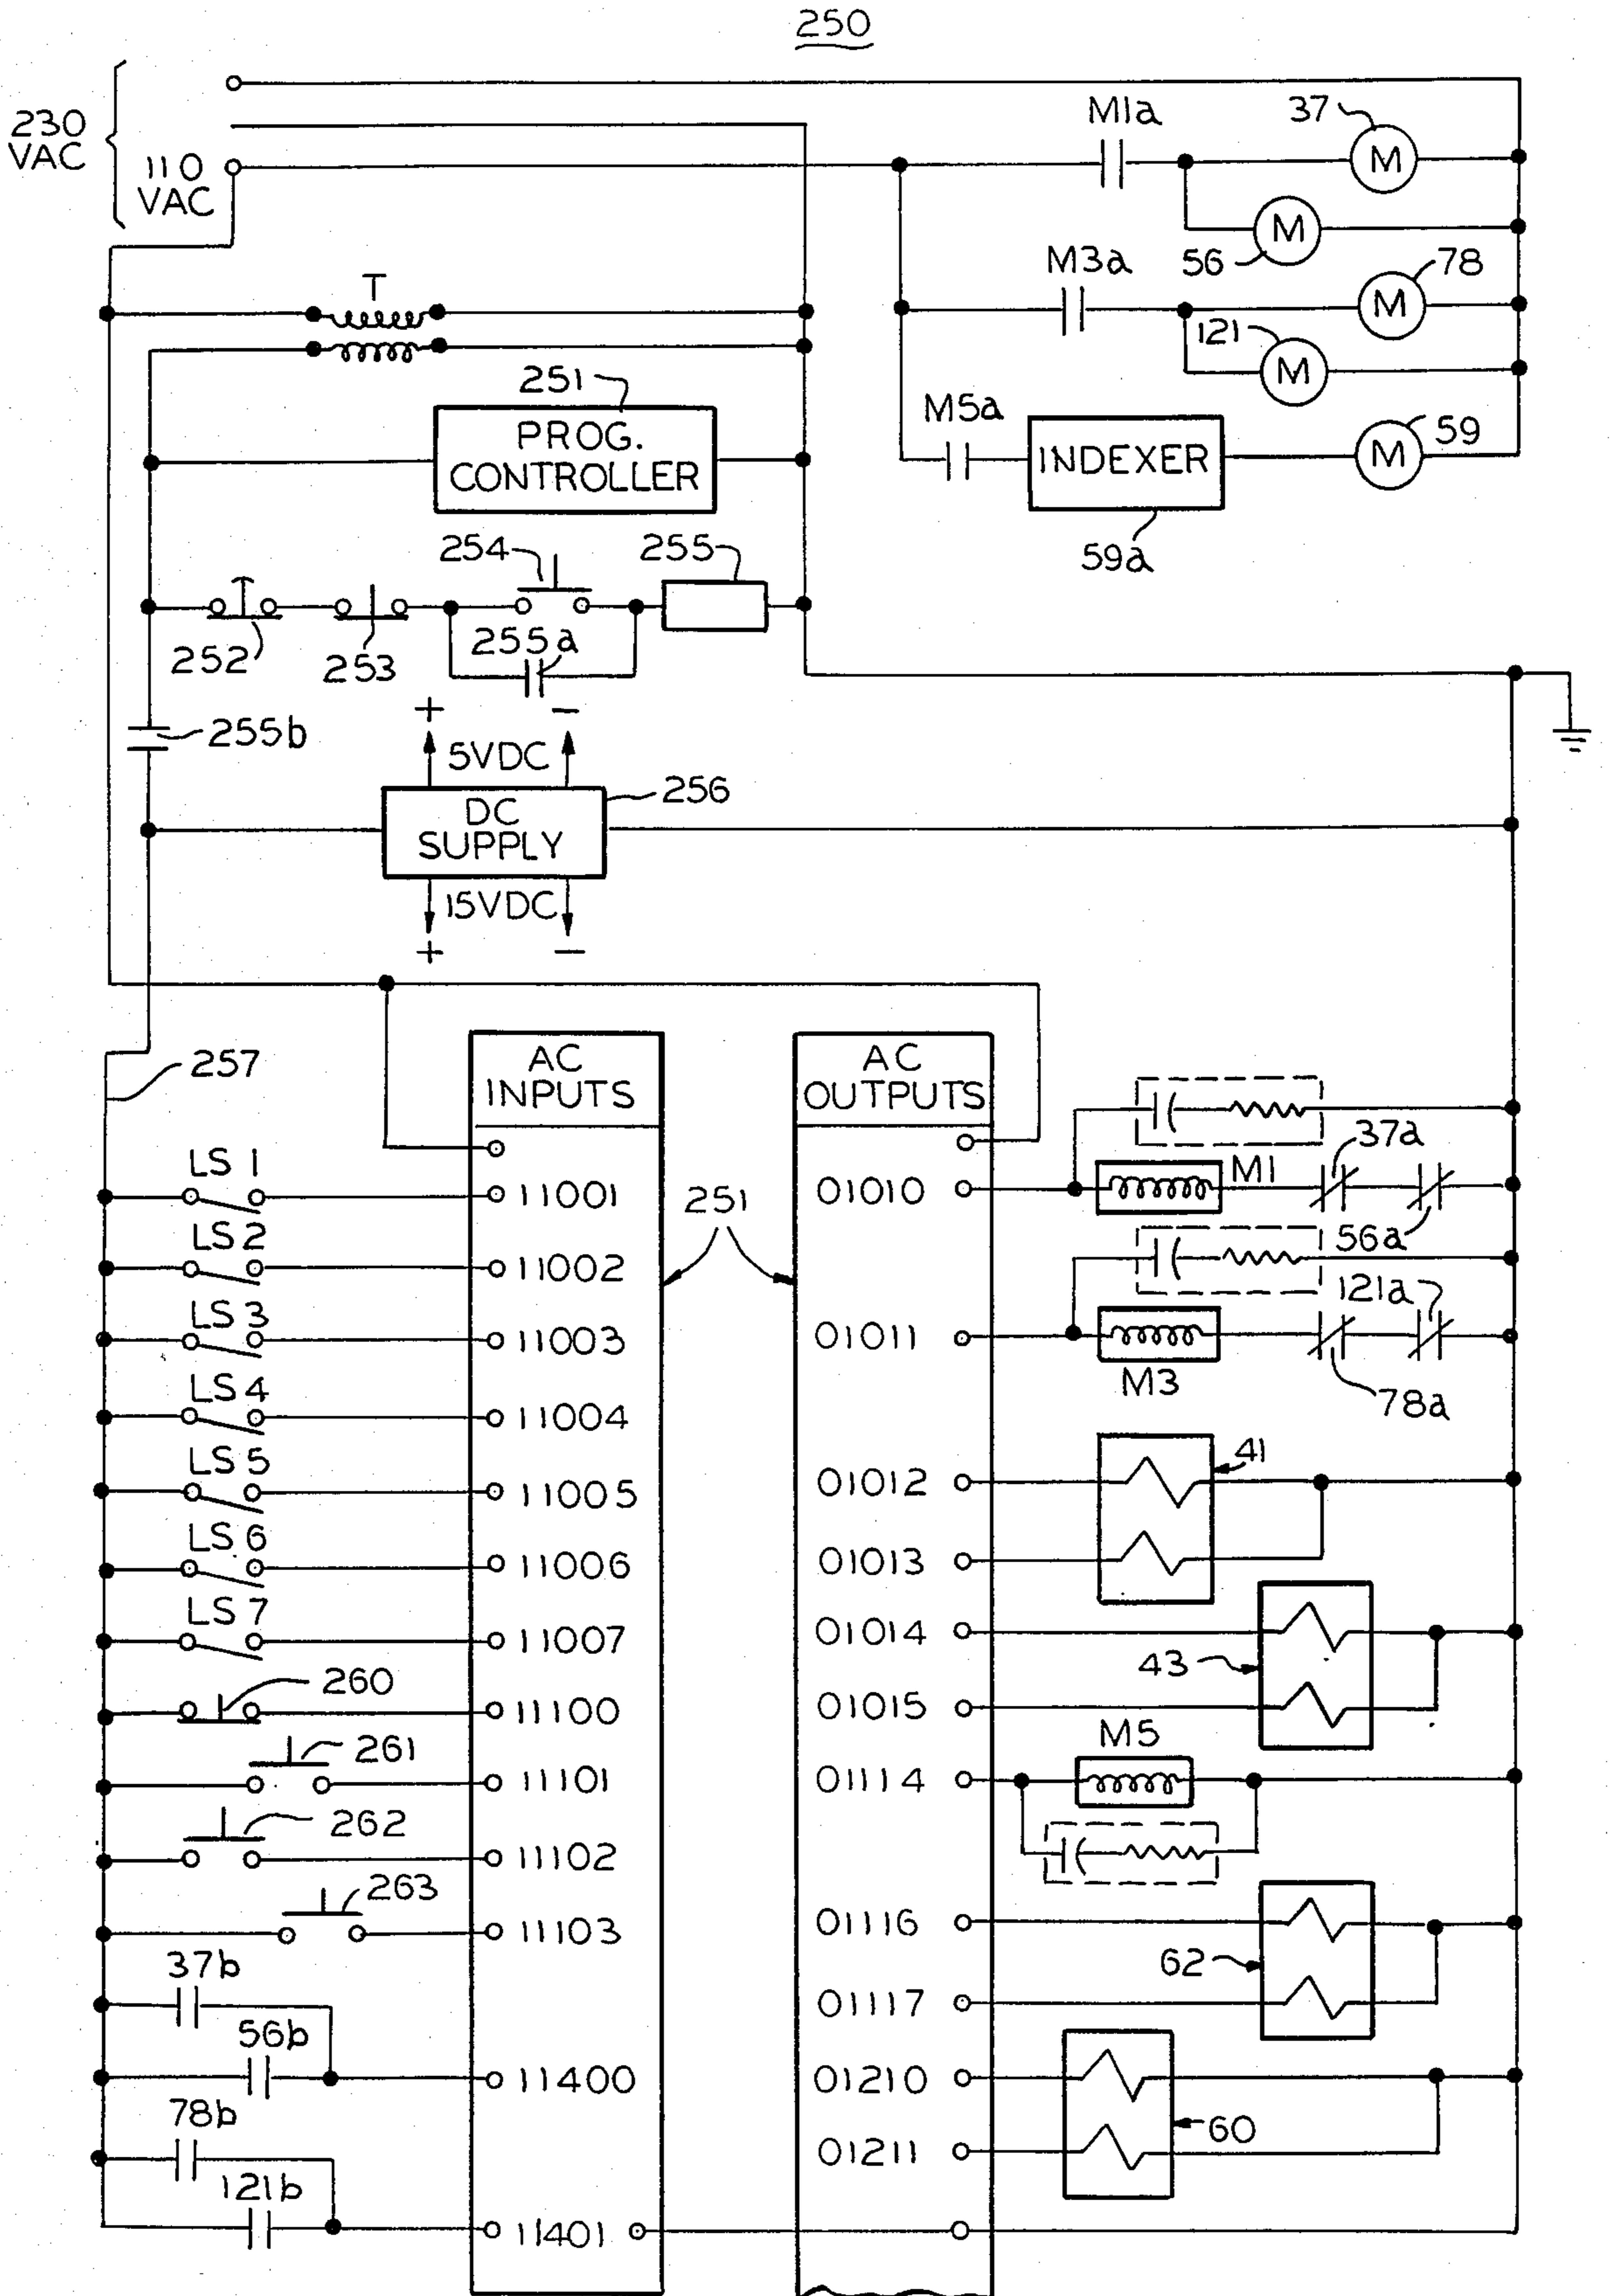 250
230
VAC
110
VAC
M1a
37
M
M
56
M3a
78
M
121
M
M5a
INDEXER
59
M
59a
T
251
PROG.
CONTROLLER
254
255
252
253
255a
255b
+
−
5VDC
256
DC
SUPPLY
15VDC
+
−
257
AC
INPUTS
AC
OUTPUTS
251
LS 1
11001
LS 2
11002
LS 3
11003
LS 4
11004
LS 5
11005
LS 6
11006
LS 7
11007
260
11100
261
11101
262
11102
263
11103
37b
56b
11400
78b
121b
11401
01010
M1
37a
56a
01011
M3
121a
78a
01012
41
01013
01014
43
01015
M5
01114
01116
62
01117
01210
60
01211